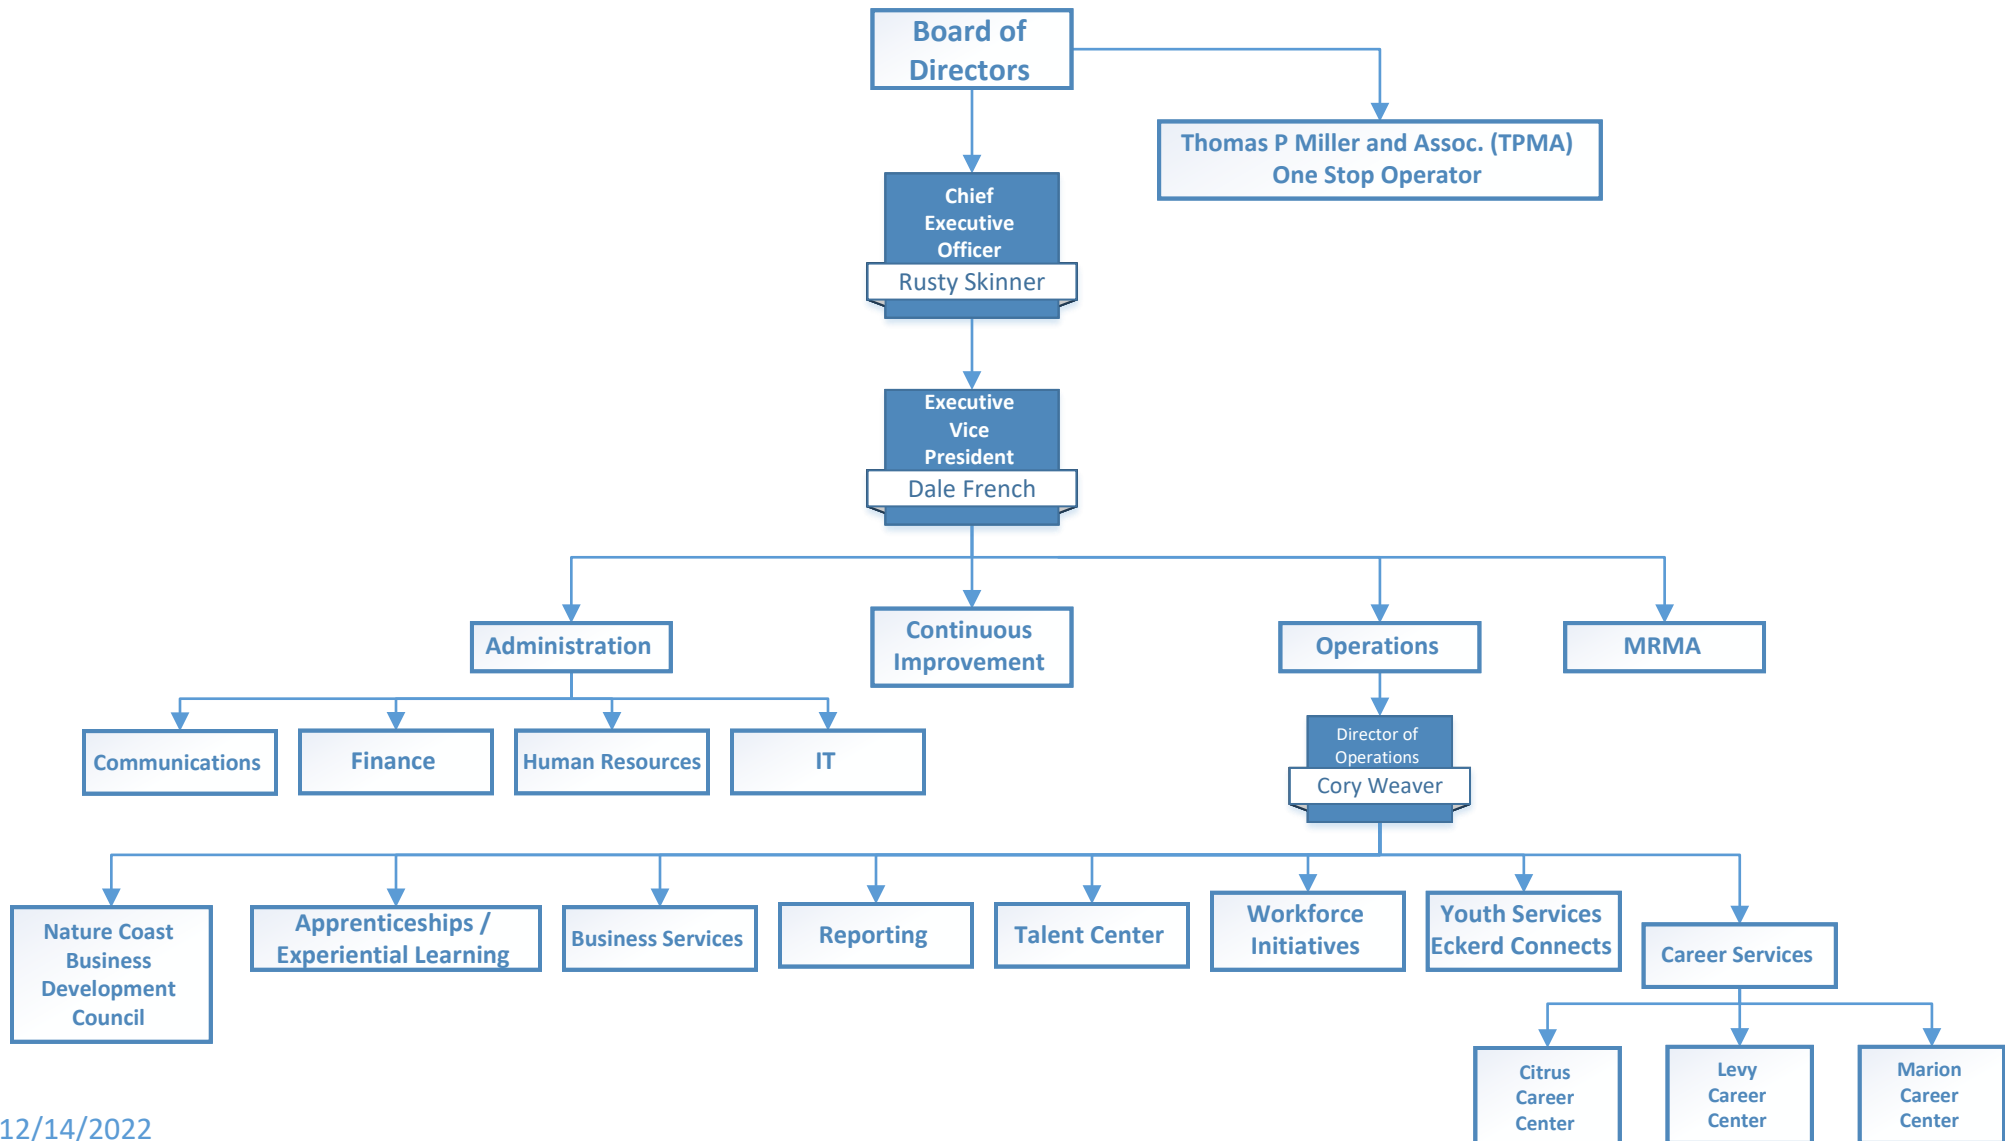 Board of
Directors
Thomas P Miller and Assoc. (TPMA)
One Stop Operator
Chief
Executive
Officer
Rusty Skinner
Executive
Vice
President
Dale French
Administration
Continuous
Improvement
Operations
MRMA
Communications
Finance
Human Resources
IT
Director of
Operations
Cory Weaver
Nature Coast
Business
Development
Council
Apprenticeships /
Experiential Learning
Business Services
Reporting
Talent Center
Workforce
Initiatives
Youth Services
Eckerd Connects
Career Services
Citrus
Career
Center
Levy
Career
Center
Marion
Career
Center
12/14/2022